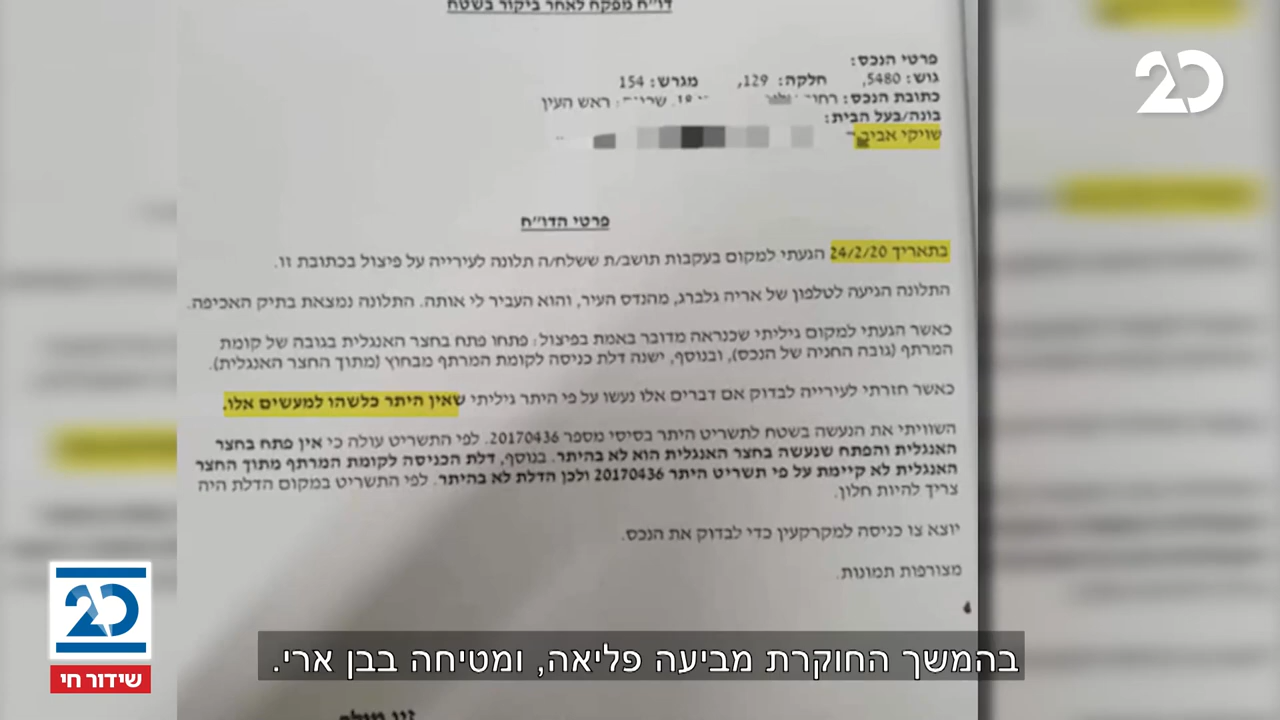 דו"ח מפקח לאחר ביקור בשטח
20
פרטי הנכס:
גוש: 5480, חלקה: 129, מגרש: 154
כתובת הנכס: ראש העין
בונה/בעל הבית:
שויקי אביב
פרטי הדו"ח
בתאריך 24/2/20 הגעתי למקום בעקבות תושב/ת ששלח/ה תלונה לעירייה על פיצול בכתובת זו.
התלונה הגיעה לטלפון של אריה גלברג, מהנדס העיר, והוא העביר לי אותה. התלונה נמצאת בתיק האכיפה.
כאשר הגעתי למקום גיליתי שכנראה מדובר באמת בפיצול: פתחו פתח בחצר האנגלית בגובה של קומת
המרתף (גובה החניה של הנכס), ובנוסף, ישנה דלת כניסה לקומת המרתף מבחוץ (מתוך החצר האנגלית).
כאשר חזרתי לעירייה לבדוק אם דברים אלו נעשו על פי היתר גיליתי שאין היתר כלשהו למעשים אלו.
השוויתי את הנעשה בשטח לתשריט היתר בסיסי מספר 20170436. לפי התשריט עולה כי אין פתח בחצר
האנגלית והפתח שנעשה בחצר האנגלית הוא לא בהיתר. בנוסף, דלת הכניסה לקומת המרתף מתוך החצר
האנגלית לא קיימת על פי תשריט היתר 20170436 ולכן הדלת לא בהיתר. לפי התשריט במקום הדלת היה
צריך להיות חלון.
יוצא צו כניסה למקרקעין כדי לבדוק את הנכס.
מצורפות תמונות.
20
שידור חי
בהמשך החוקרת מביעה פליאה, ומטיחה בבן ארי.